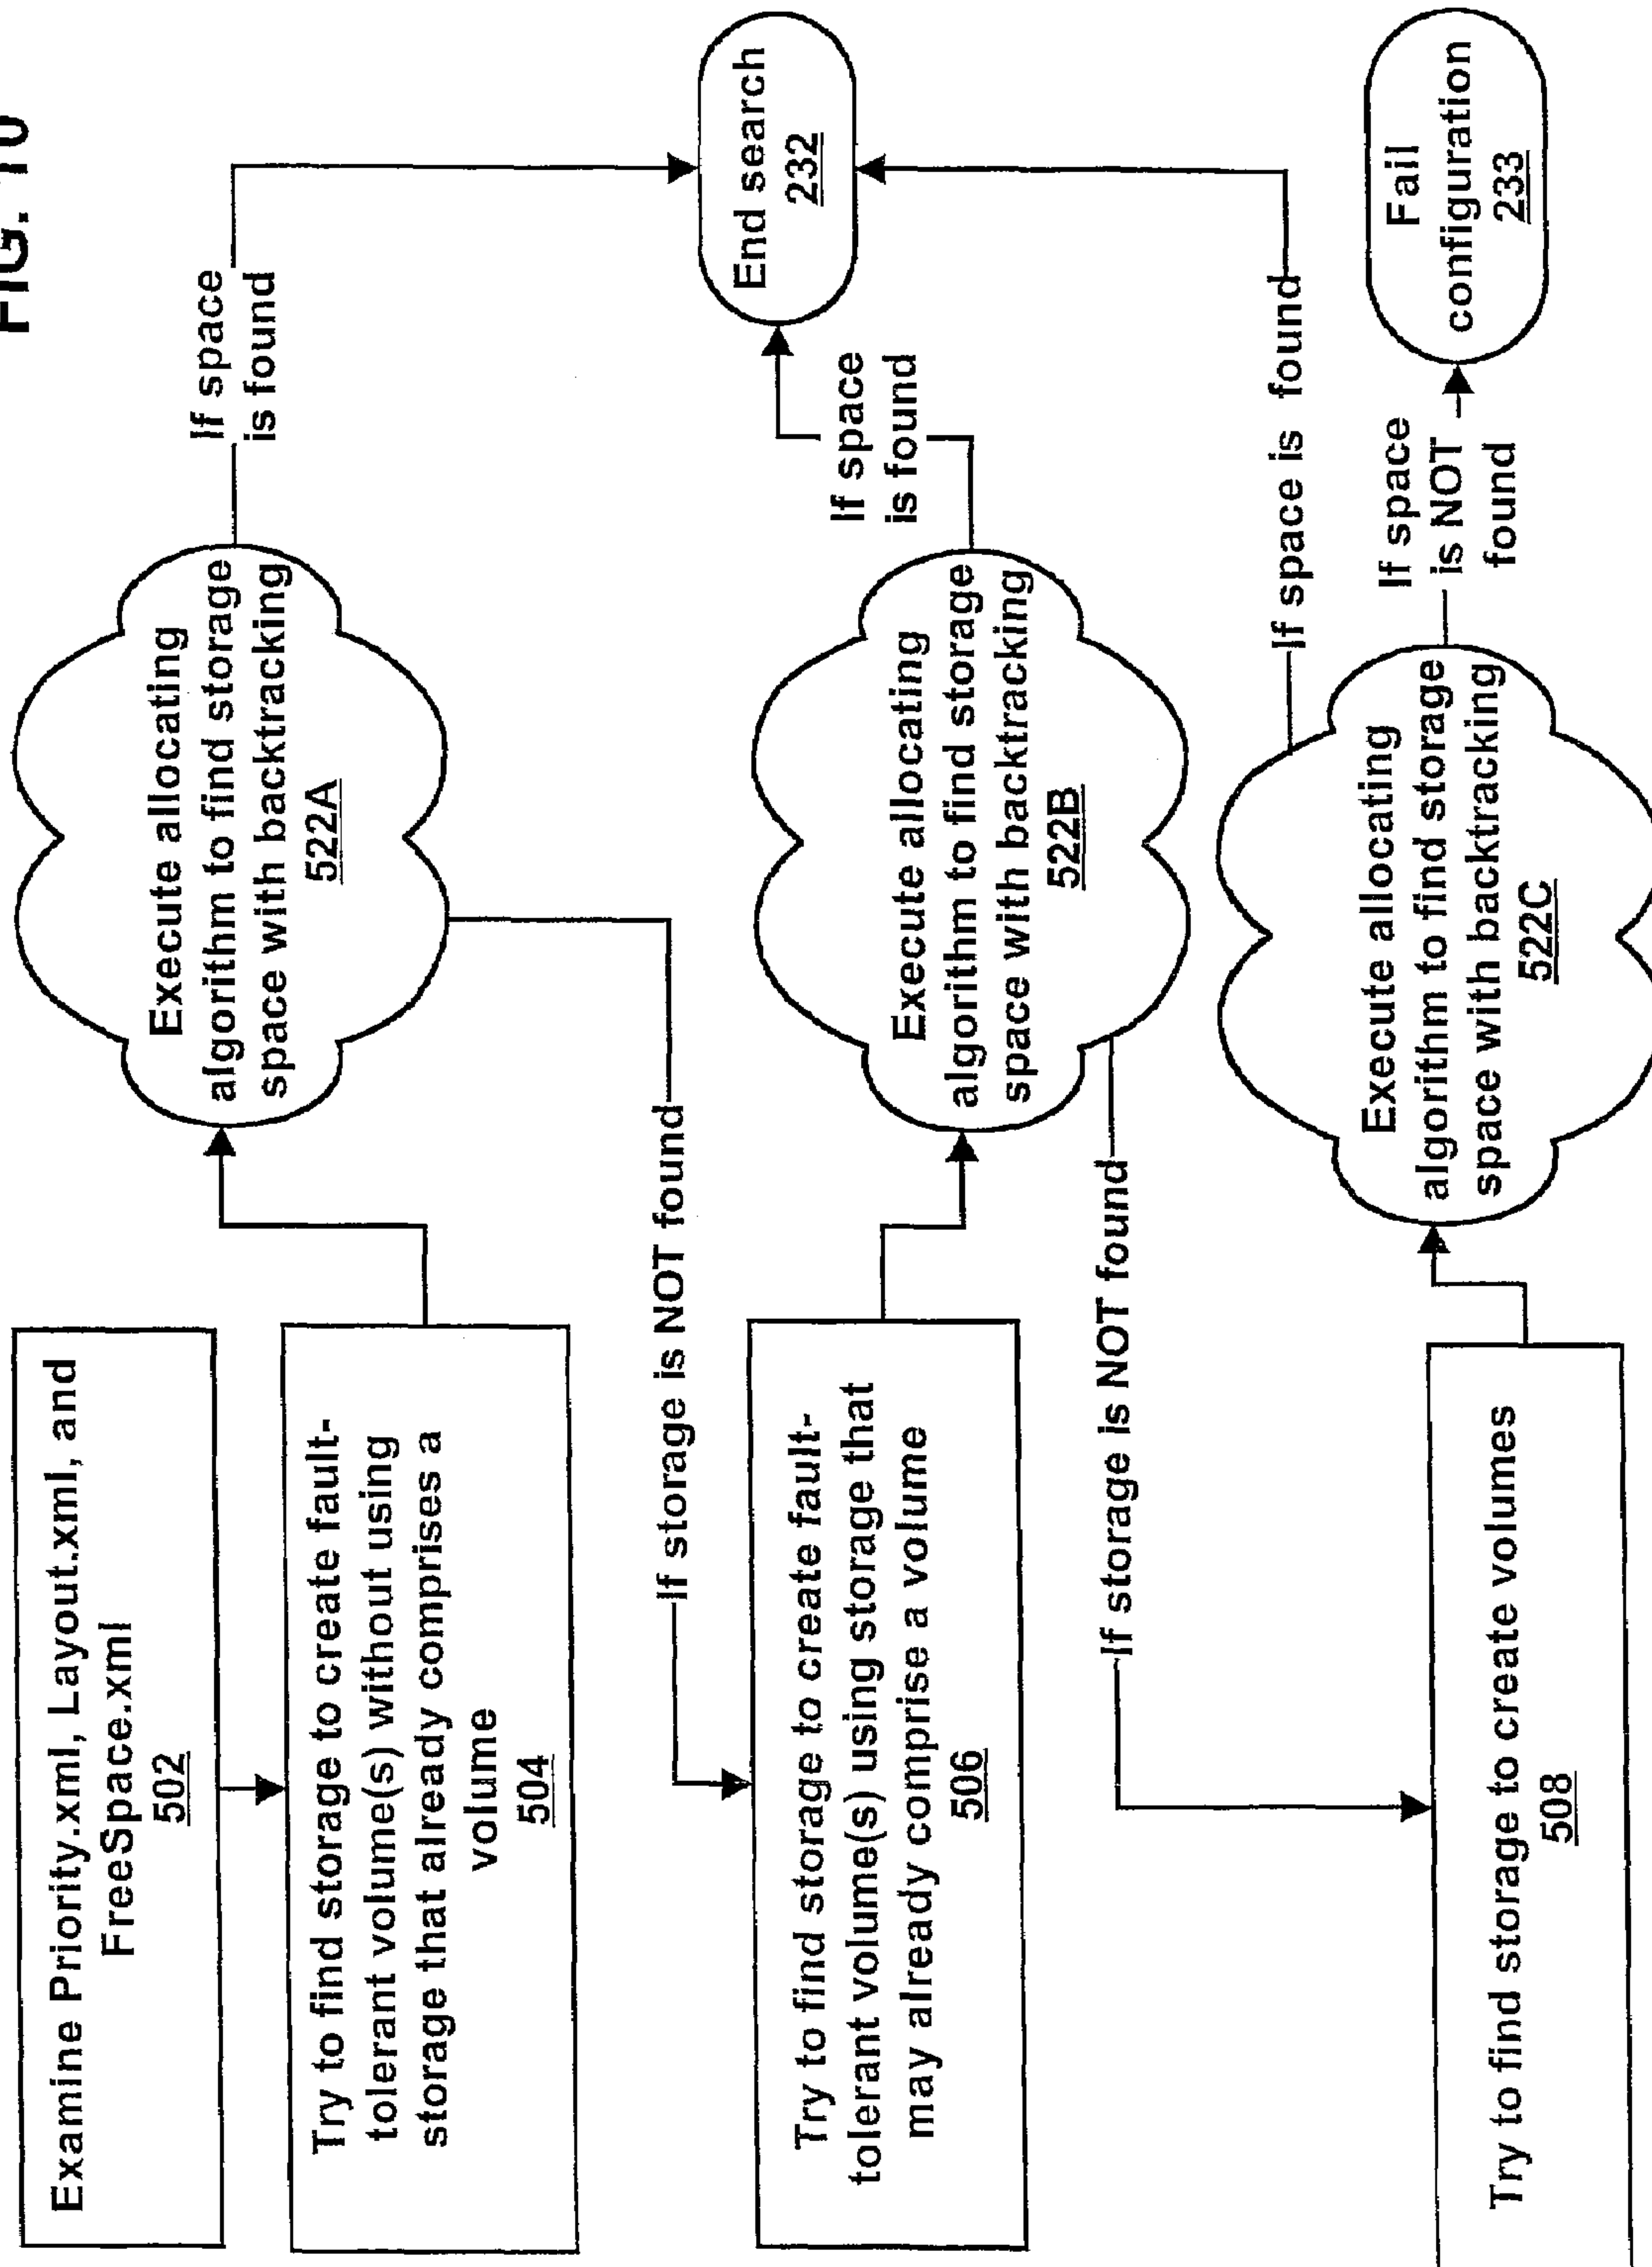 FIG. 10
Examine Priority.xml, Layout.xml, and
FreeSpace.xml
502
Try to find storage to create fault-
tolerant volume(s) without using
storage that already comprises a
volume
504
Execute allocating
algorithm to find storage
space with backtracking
522A
If space
is found
If storage is NOT found
Try to find storage to create fault-
tolerant volume(s) using storage that
may already comprise a volume
506
Execute allocating
algorithm to find storage
space with backtracking
522B
If space
is found
End search
232
If storage is NOT found
If space is found
Try to find storage to create volumes
508
Execute allocating
algorithm to find storage
space with backtracking
522C
If space
is NOT
found
Fail
configuration
233